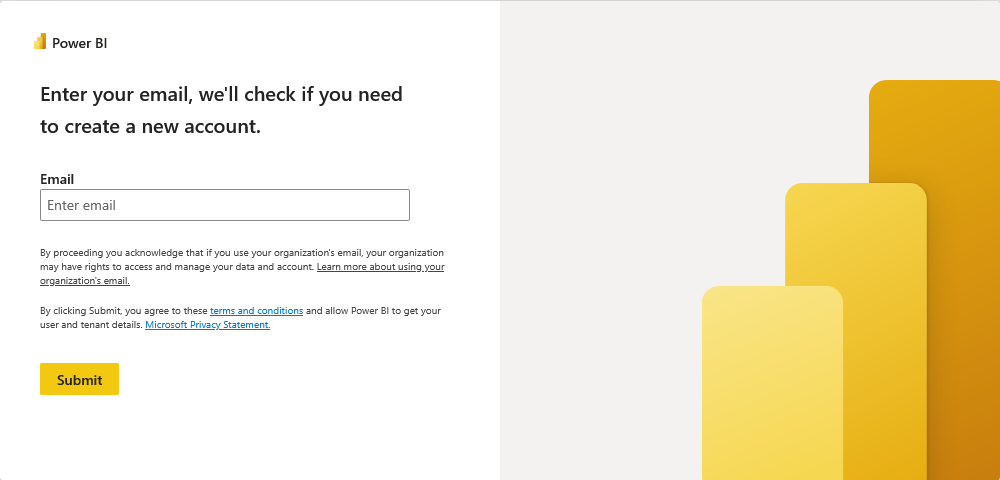 Power BI
Enter your email, we'll check if you need
to create a new account.
Email
Enter email
By proceeding you acknowledge that if you use your organization's email, your organization
may have rights to access and manage your data and account. Learn more about using your
organization's email.
By clicking Submit, you agree to these terms and conditions and allow Power BI to get your
user and tenant details. Microsoft Privacy Statement.
Submit